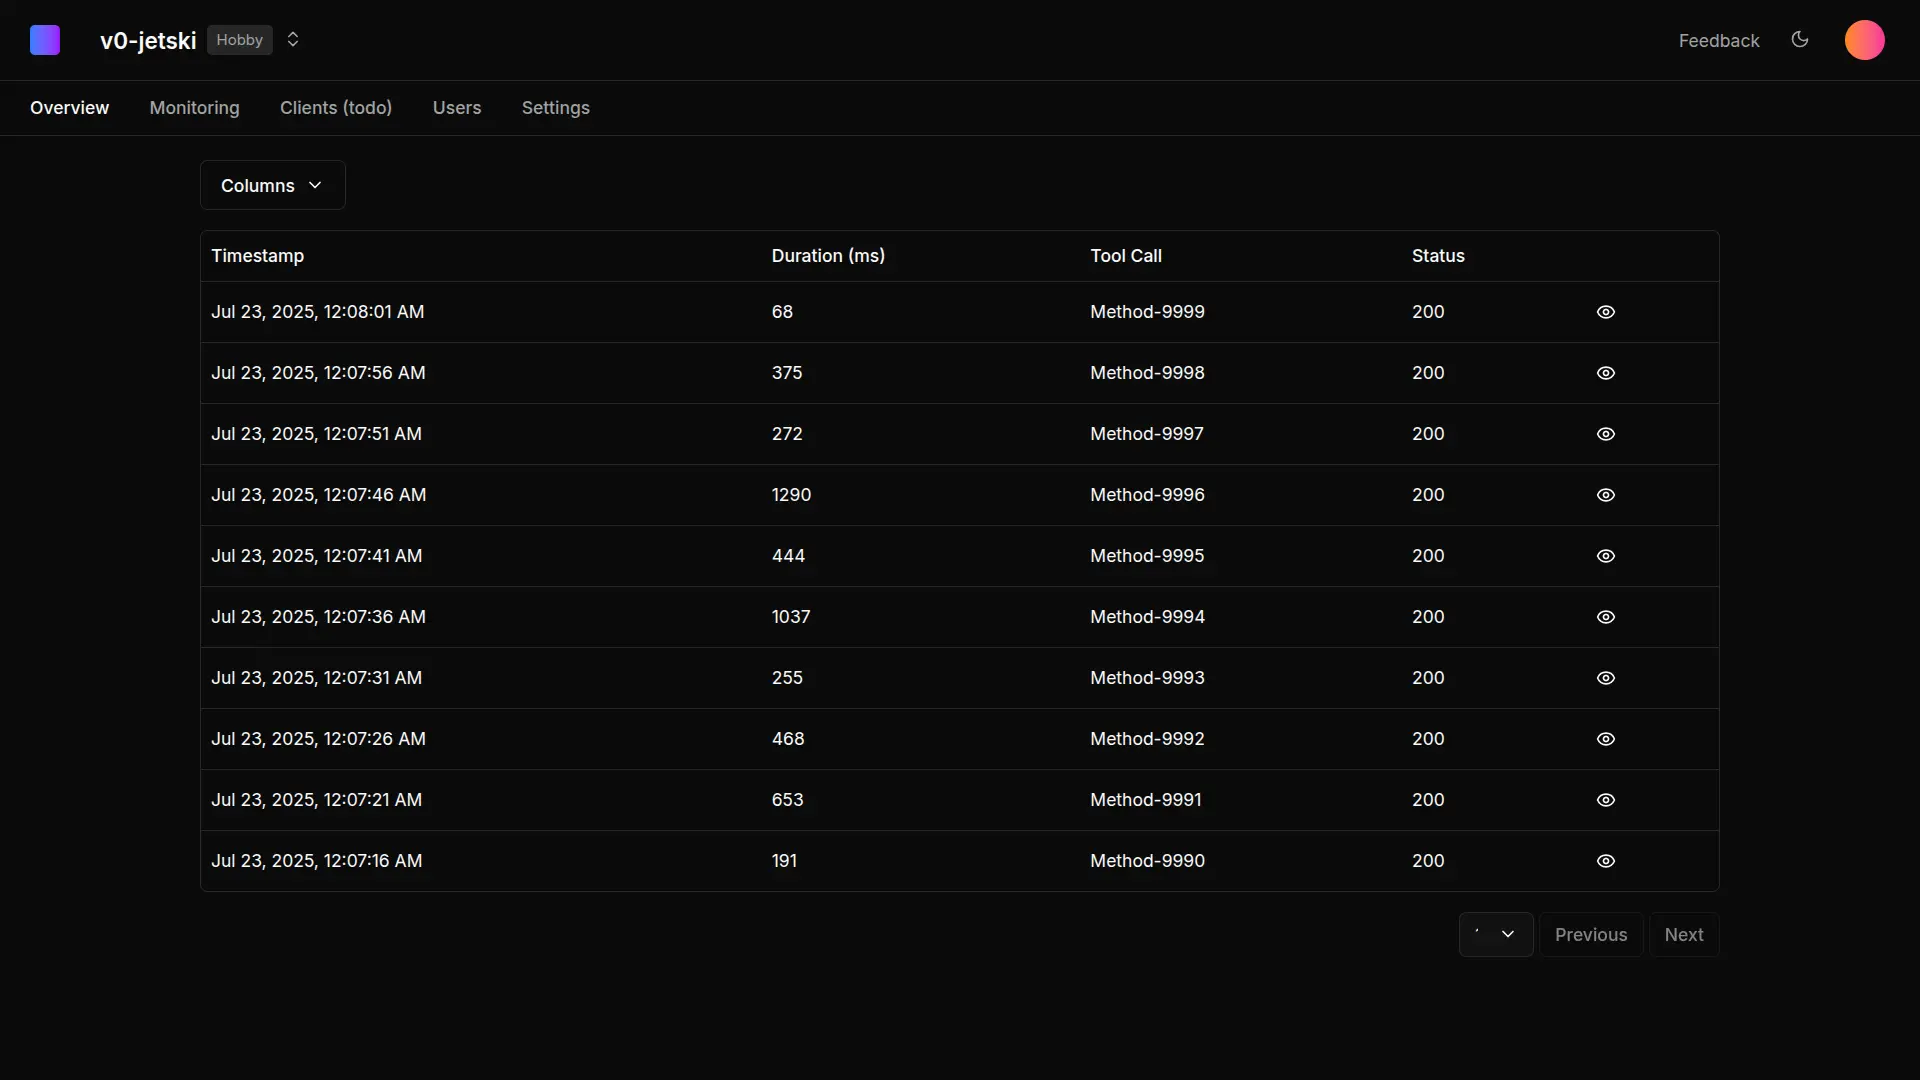 v0-jetski Hobby Feedback
Overview Monitoring Clients (todo) Users Settings
Columns
Timestamp Duration (ms) Tool Call Status
Jul 23, 2025, 12:08:01 AM 68 Method-9999 200
Jul 23, 2025, 12:07:56 AM 375 Method-9998 200
Jul 23, 2025, 12:07:51 AM 272 Method-9997 200
Jul 23, 2025, 12:07:46 AM 1290 Method-9996 200
Jul 23, 2025, 12:07:41 AM 444 Method-9995 200
Jul 23, 2025, 12:07:36 AM 1037 Method-9994 200
Jul 23, 2025, 12:07:31 AM 255 Method-9993 200
Jul 23, 2025, 12:07:26 AM 468 Method-9992 200
Jul 23, 2025, 12:07:21 AM 653 Method-9991 200
Jul 23, 2025, 12:07:16 AM 191 Method-9990 200
Previous Next